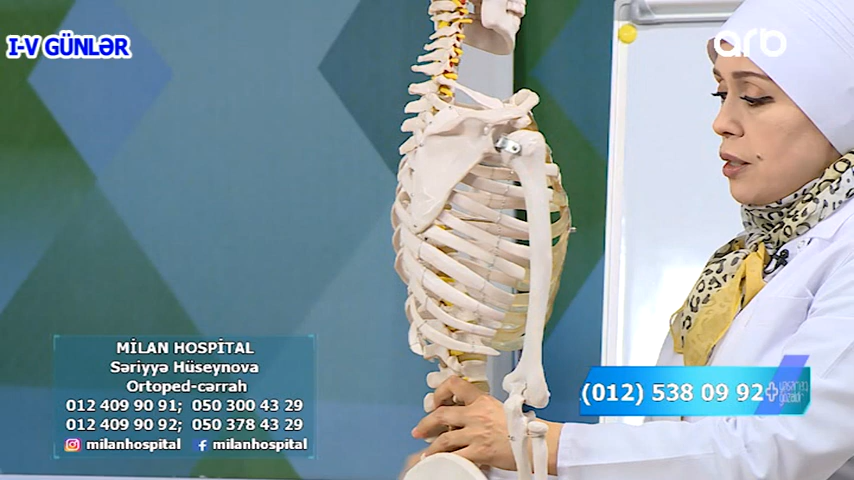 I-V GÜNLƏR
arb
MİLAN HOSPİTAL
Səriyyə Hüseynova
Ortoped-cərrah
012 409 90 91; 050 300 43 29
012 409 90 92; 050 378 43 29
milanhospital milanhospital
(012) 538 09 92